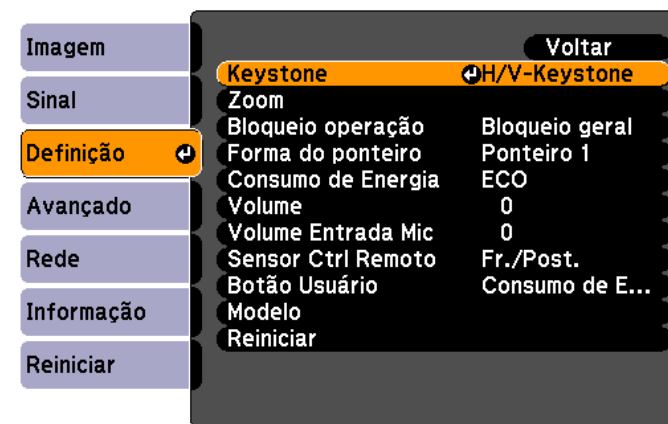 Imagem
Sinal
Definição
Avançado
Rede
Informação
Reiniciar
Voltar
Keystone H/V-Keystone
Zoom
Bloqueio operação Bloqueio geral
Forma do ponteiro Ponteiro 1
Consumo de Energia ECO
Volume 0
Volume Entrada Mic 0
Sensor Ctrl Remoto Fr./Post.
Botão Usuário Consumo de E...
Modelo
Reiniciar